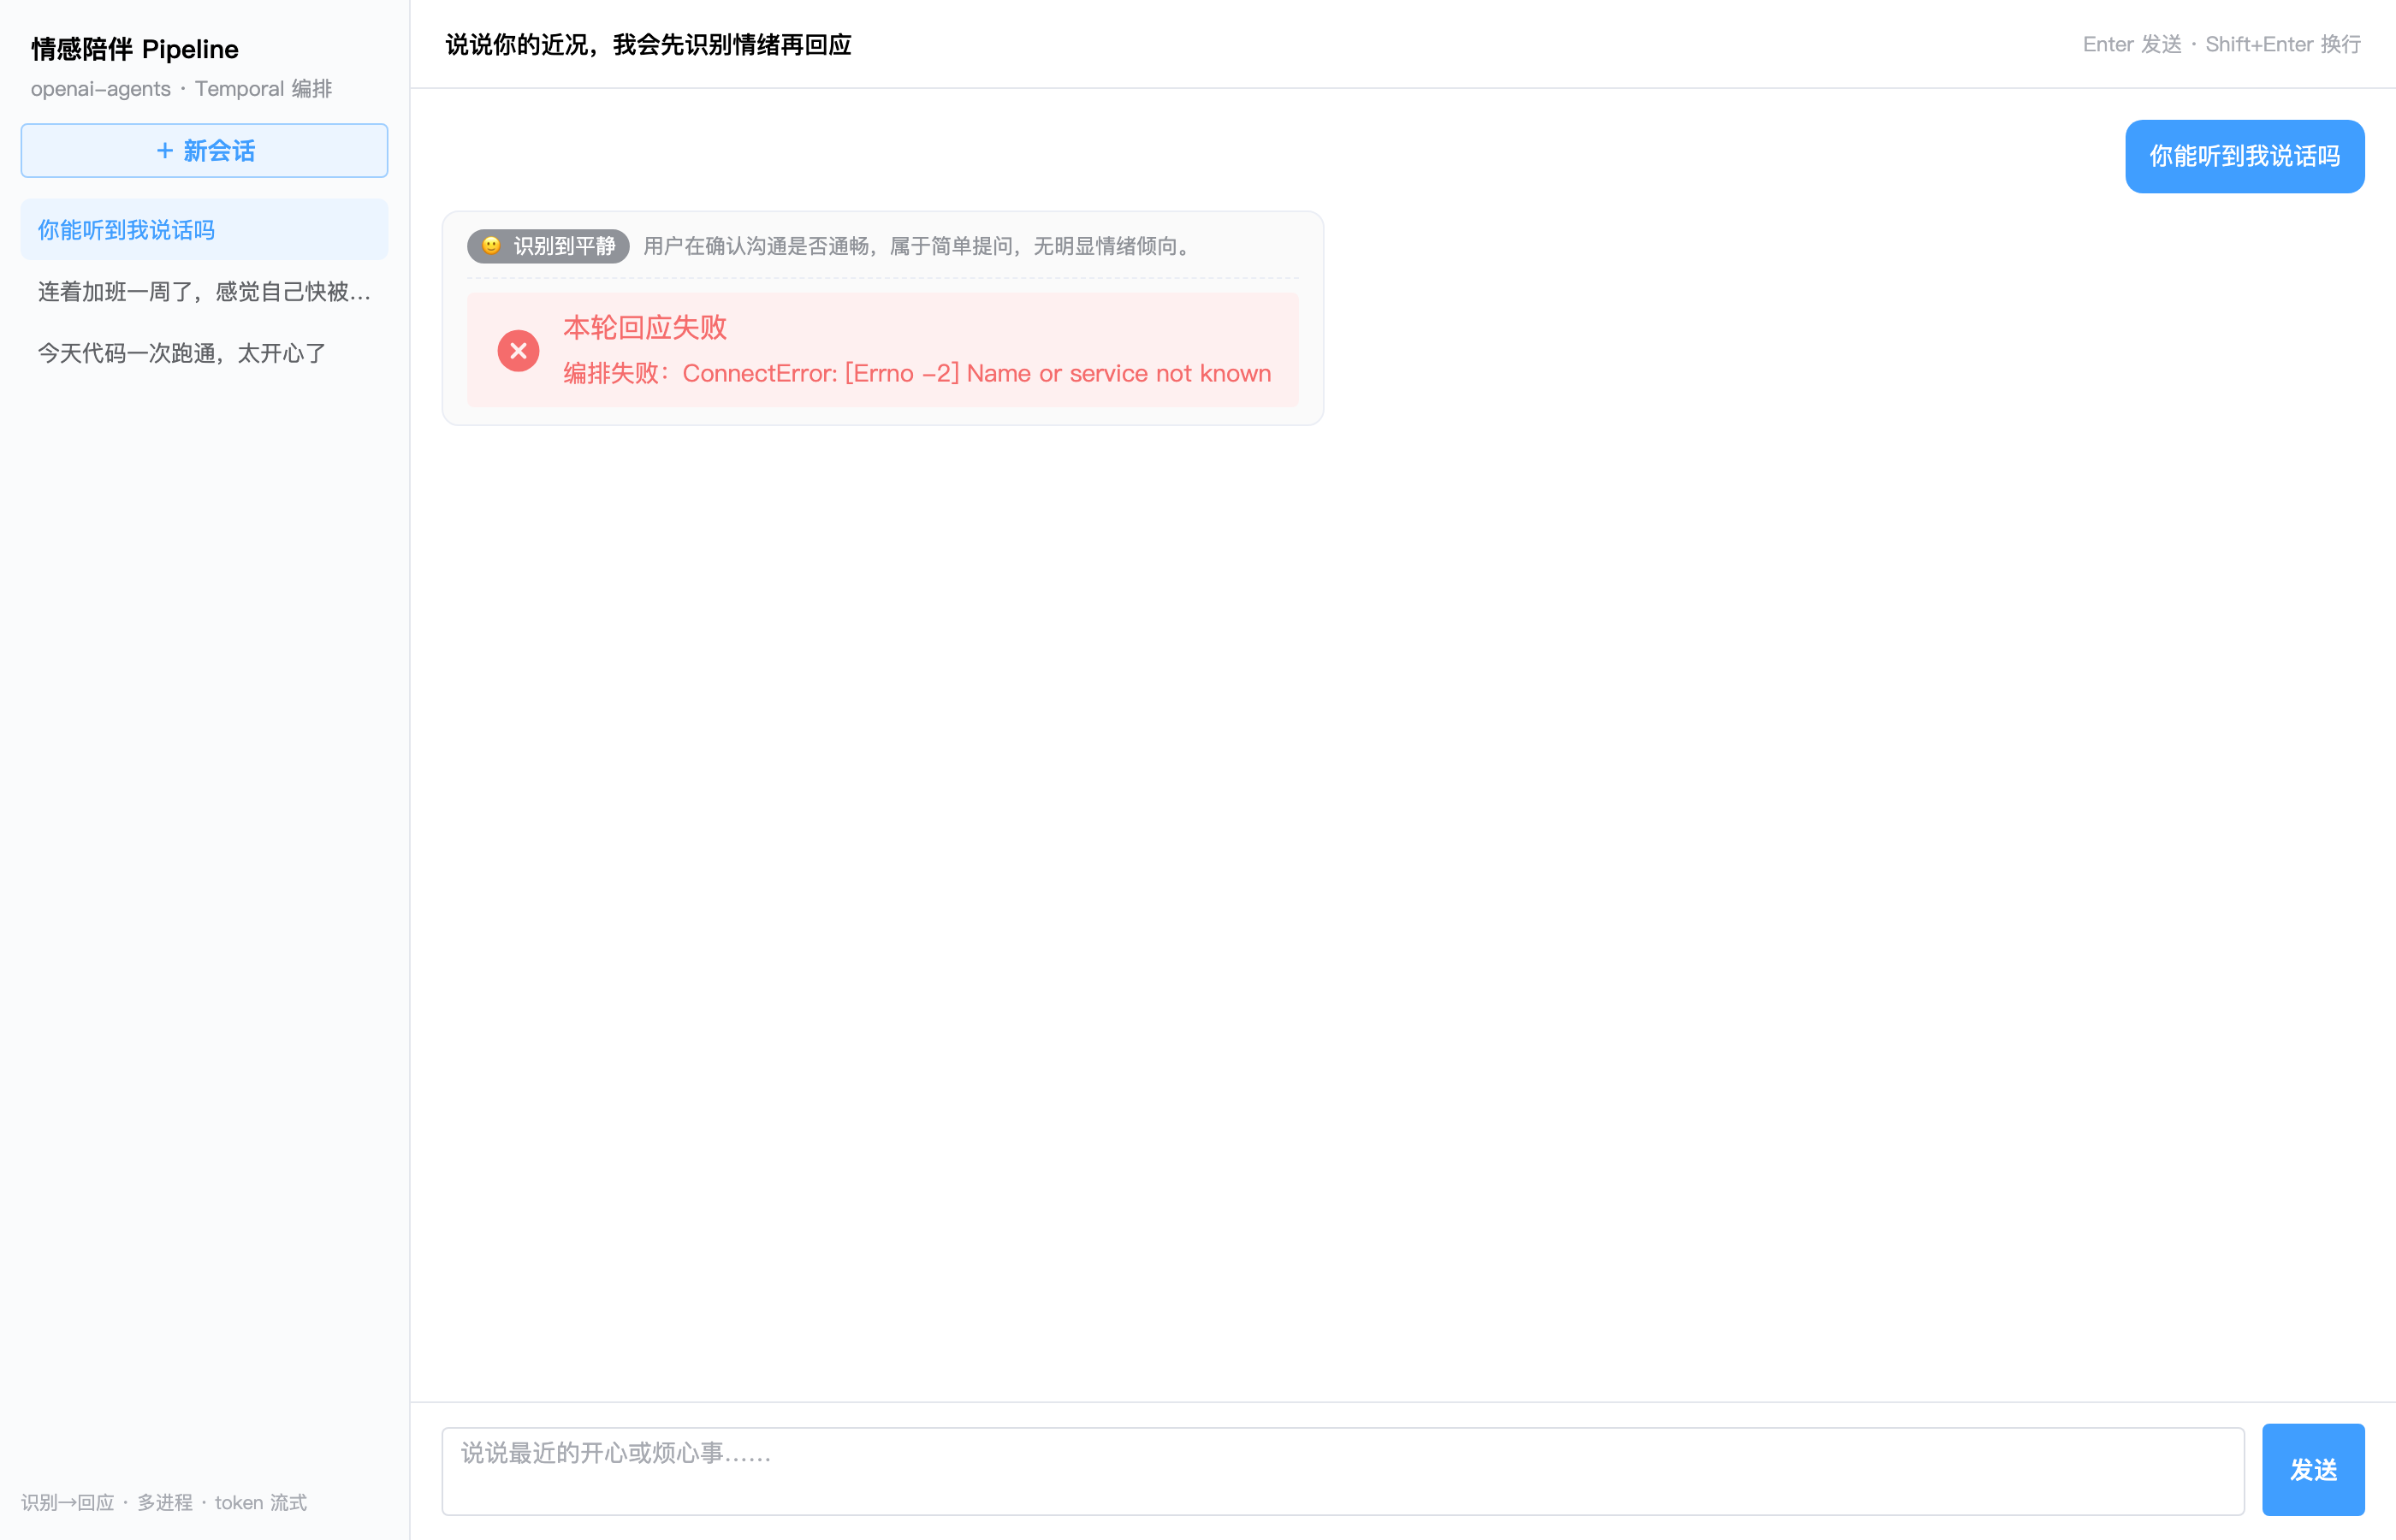 情感陪伴 Pipeline
openai-agents · Temporal 编排
+ 新会话
你能听到我说话吗
连着加班一周了，感觉自己快被...
今天代码一次跑通，太开心了
识别→回应 · 多进程 · token 流式
说说你的近况，我会先识别情绪再回应
Enter 发送 · Shift+Enter 换行
你能听到我说话吗
🙂 识别到平静 用户在确认沟通是否通畅，属于简单提问，无明显情绪倾向。
本轮回应失败
编排失败：ConnectError: [Errno -2] Name or service not known
说说最近的开心或烦心事……
发送